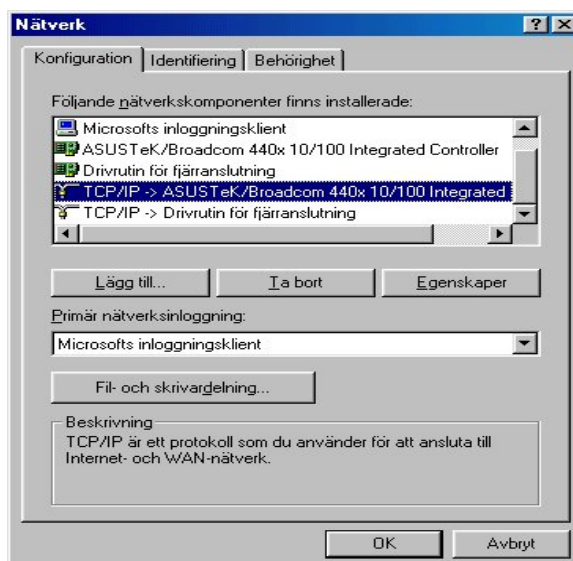 Nätverk
Konfiguration Identifiering Behörighet
Följande nätverkskomponenter finns installerade:
Microsofts inloggningsklient
ASUSTeK/Broadcom 440x 10/100 Integrated Controller
Drivrutin för fjärranslutning
TCP/IP -> ASUSTeK/Broadcom 440x 10/100 Integrated
TCP/IP -> Drivrutin för fjärranslutning
Lägg till... Ta bort Egenskaper
Primär nätverksinloggning:
Microsofts inloggningsklient
Fil- och skrivardelning...
Beskrivning
TCP/IP är ett protokoll som du använder för att ansluta till
Internet- och WAN-nätverk.
OK Avbryt